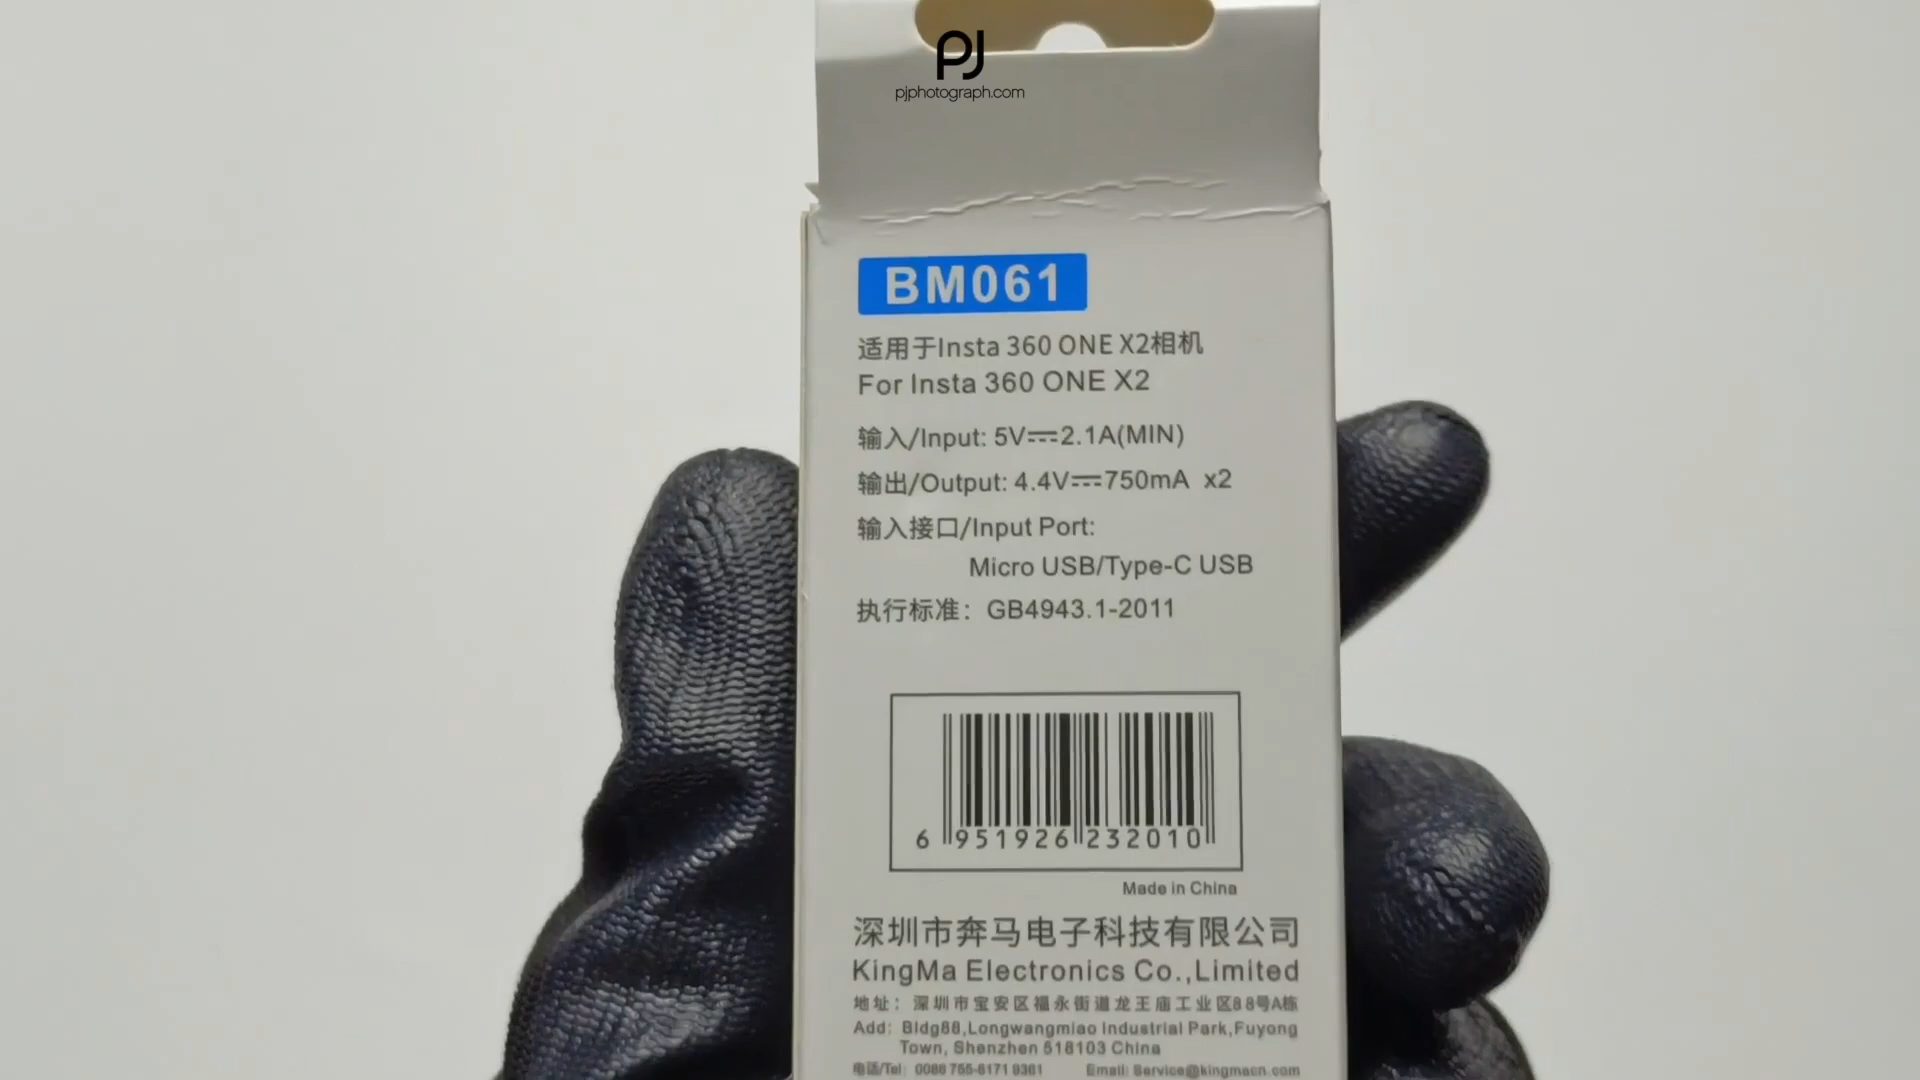 PJ
pjphotograph.com
BM061
适用于Insta 360 ONE X2相机
For Insta 360 ONE X2
输入/Input: 5V⎓2.1A(MIN)
输出/Output: 4.4V⎓750mA x2
输入接口/Input Port:
Micro USB/Type-C USB
执行标准：GB4943.1-2011
6 951926 232010
Made in China
深圳市奔马电子科技有限公司
KingMa Electronics Co.,Limited
地址：深圳市宝安区福永街道龙王庙工业区88号A栋
Add: Bldg88,Longwangmiao Industrial Park,Fuyong
Town, Shenzhen 518103 China
电话/Tel: 0086 755-6171 9361 Email: Service@kingmacn.com